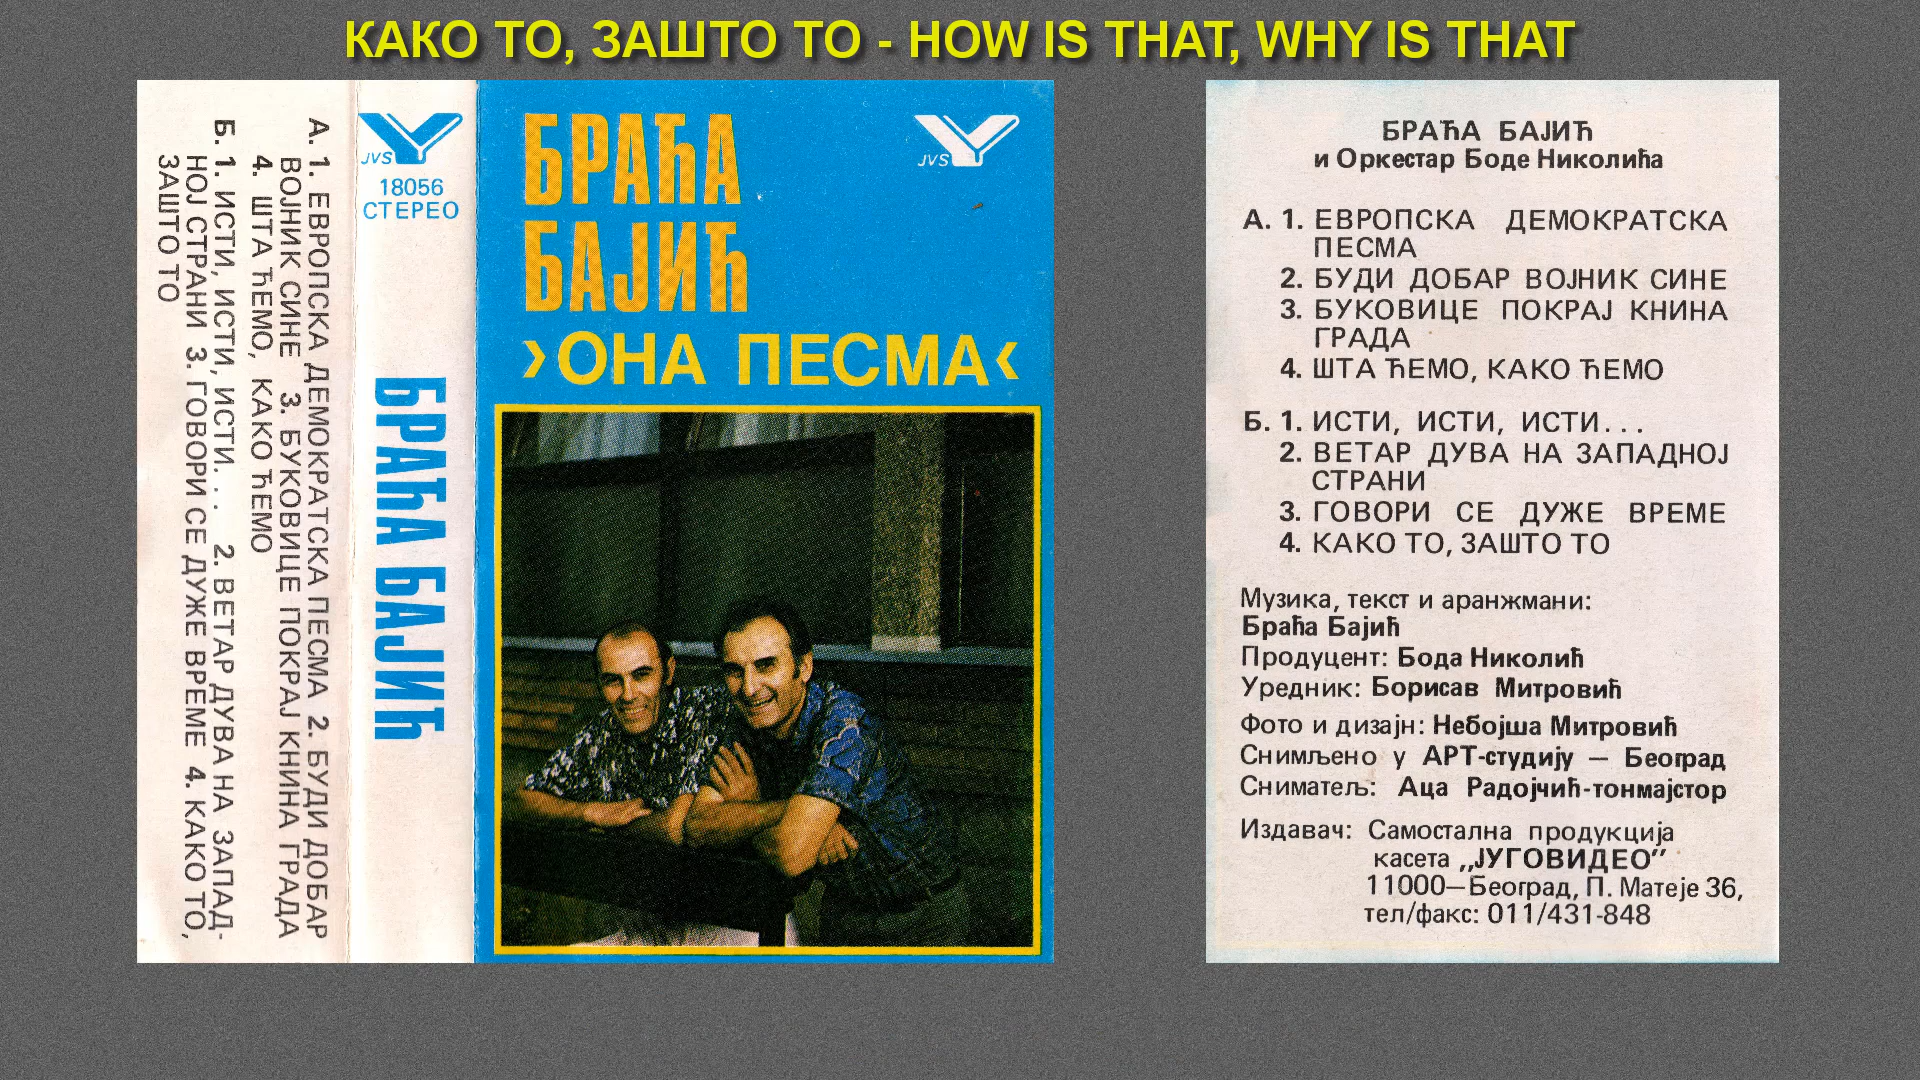 КАКО ТО, ЗАШТО ТО - HOW IS THAT, WHY IS THAT
А. 1. ЕВРОПСКА ДЕМОКРАТСКА ПЕСМА 2. БУДИ ДОБАР
ВОЈНИК СИНЕ 3. БУКОВИЦЕ ПОКРАЈ КНИНА ГРАДА
4. ШТА ЋЕМО, КАКО ЋЕМО
Б. 1. ИСТИ, ИСТИ, ИСТИ... 2. ВЕТАР ДУВА НА ЗАПАД-
НОЈ СТРАНИ 3. ГОВОРИ СЕ ДУЖЕ ВРЕМЕ 4. КАКО ТО,
ЗАШТО ТО
JVS
18056
СТЕРЕО
БРАЋА БАЈИЋ
БРАЋА
БАЈИЋ
›ОНА ПЕСМА‹
JVS
БРАЋА БАЈИЋ
и Оркестар Боде Николића
А. 1. ЕВРОПСКА ДЕМОКРАТСКА
ПЕСМА
2. БУДИ ДОБАР ВОЈНИК СИНЕ
3. БУКОВИЦЕ ПОКРАЈ КНИНА
ГРАДА
4. ШТА ЋЕМО, КАКО ЋЕМО
Б. 1. ИСТИ, ИСТИ, ИСТИ...
2. ВЕТАР ДУВА НА ЗАПАДНОЈ
СТРАНИ
3. ГОВОРИ СЕ ДУЖЕ ВРЕМЕ
4. КАКО ТО, ЗАШТО ТО
Музика, текст и аранжмани:
Браћа Бајић
Продуцент: Бода Николић
Уредник: Борисав Митровић
Фото и дизајн: Небојша Митровић
Снимљено у АРТ-студију — Београд
Сниматељ: Аца Радојчић-тонмајстор
Издавач: Самостална продукција
касета „ЈУГОВИДЕО”
11000—Београд, П. Матеје 36,
тел/факс: 011/431-848